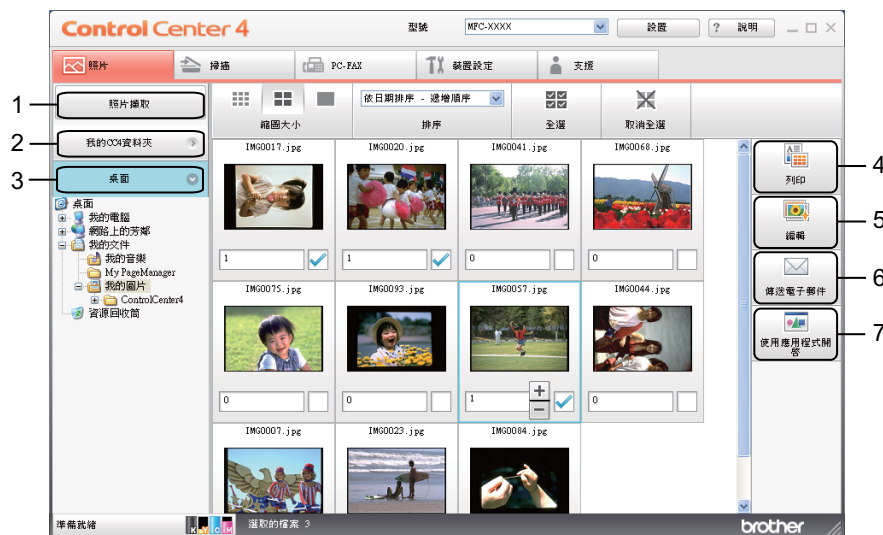 Control Center 4
型號
MFC-XXXX
設置
? 說明
照片
掃描
PC-FAX
裝置設定
支援
1
照片擷取
2
我的CC4資料夾
3
桌面
縮圖大小
依日期排序 - 遞增順序
排序
全選
取消全選
桌面
我的電腦
網路上的芳鄰
我的文件
我的音樂
My PageManager
我的圖片
ControlCenter4
資源回收筒
IMG0017.jpg
IMG0020.jpg
IMG0041.jpg
IMG0068.jpg
1
1
0
0
IMG0075.jpg
IMG0093.jpg
IMG0057.jpg
IMG0044.jpg
0
0
1
+
−
0
IMG0007.jpg
IMG0023.jpg
IMG0084.jpg
列印
4
編輯
5
傳送電子郵件
6
使用應用程式開
啓
7
準備就緒
K Y C M
選取的檔案 3
brother